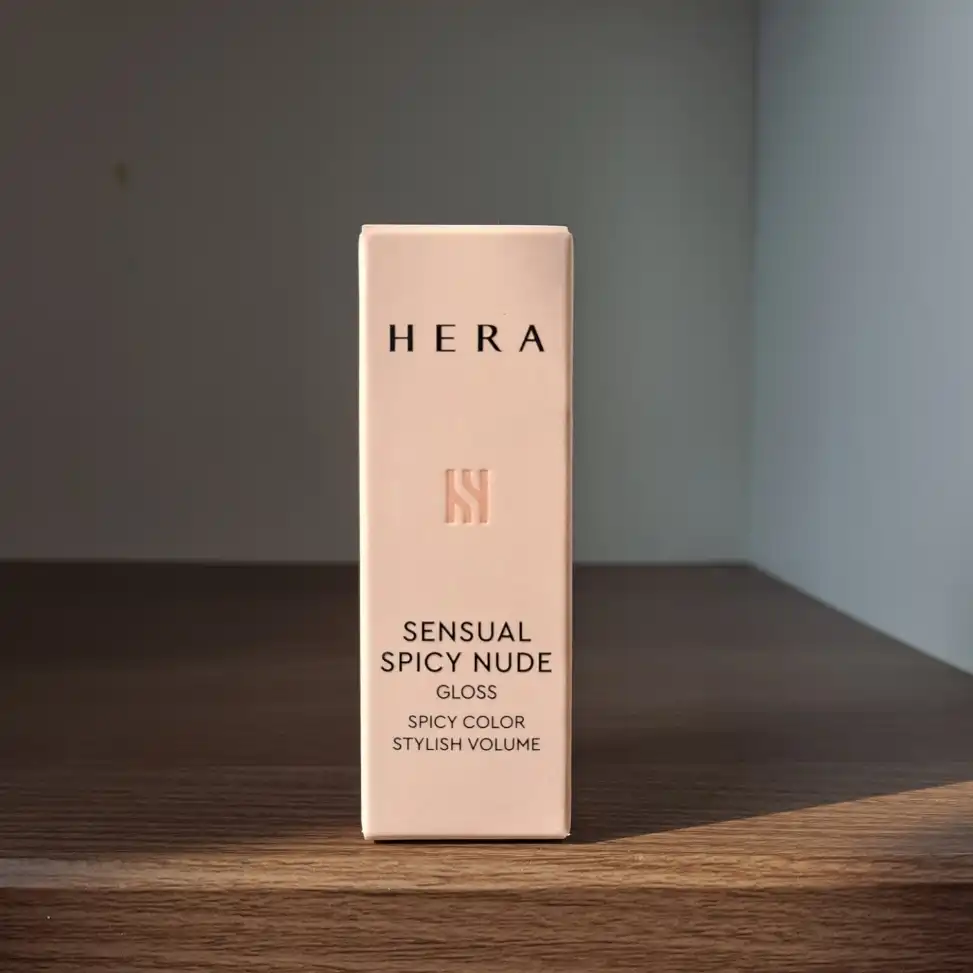 HERA
SENSUAL
SPICY NUDE
GLOSS
SPICY COLOR
STYLISH VOLUME